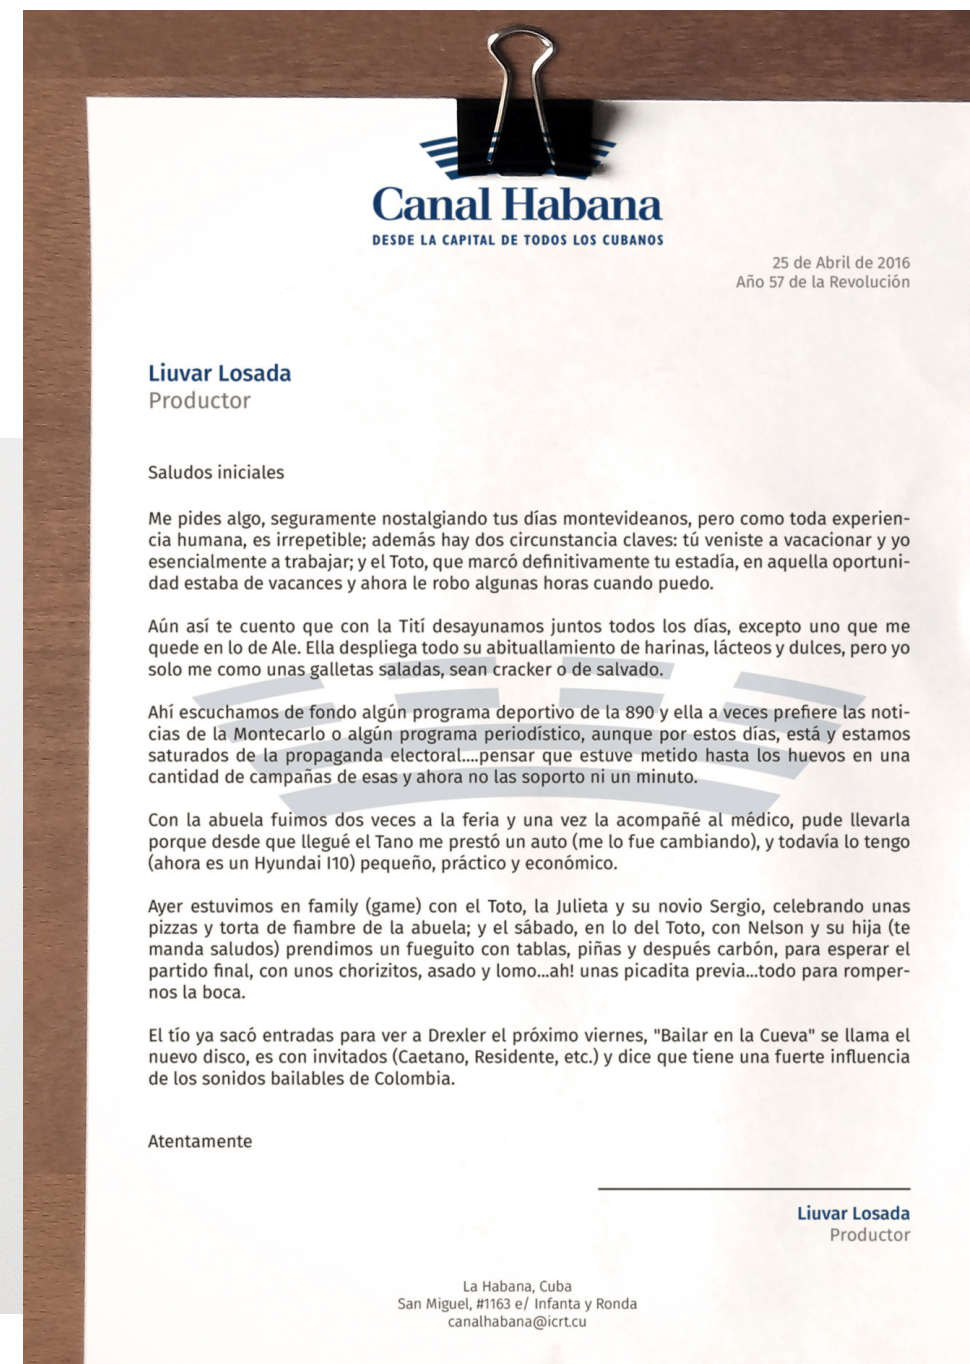 Canal Habana
DESDE LA CAPITAL DE TODOS LOS CUBANOS
25 de Abril de 2016
Año 57 de la Revolución
Liuvar Losada
Productor
Saludos iniciales
Me pides algo, seguramente nostalgiando tus días montevideanos, pero como toda experien-
cia humana, es irrepetible; además hay dos circunstancia claves: tú veniste a vacacionar y yo
esencialmente a trabajar; y el Toto, que marcó definitivamente tu estadía, en aquella oportuni-
dad estaba de vacances y ahora le robo algunas horas cuando puedo.
Aún así te cuento que con la Tití desayunamos juntos todos los días, excepto uno que me
quede en lo de Ale. Ella despliega todo su abituallamiento de harinas, lácteos y dulces, pero yo
solo me como unas galletas saladas, sean cracker o de salvado.
Ahí escuchamos de fondo algún programa deportivo de la 890 y ella a veces prefiere las noti-
cias de la Montecarlo o algún programa periodístico, aunque por estos días, está y estamos
saturados de la propaganda electoral....pensar que estuve metido hasta los huevos en una
cantidad de campañas de esas y ahora no las soporto ni un minuto.
Con la abuela fuimos dos veces a la feria y una vez la acompañé al médico, pude llevarla
porque desde que llegué el Tano me prestó un auto (me lo fue cambiando), y todavía lo tengo
(ahora es un Hyundai I10) pequeño, práctico y económico.
Ayer estuvimos en family (game) con el Toto, la Julieta y su novio Sergio, celebrando unas
pizzas y torta de fiambre de la abuela; y el sábado, en lo del Toto, con Nelson y su hija (te
manda saludos) prendimos un fueguito con tablas, piñas y después carbón, para esperar el
partido final, con unos chorizitos, asado y lomo...ah! unas picadita previa...todo para romper-
nos la boca.
El tío ya sacó entradas para ver a Drexler el próximo viernes, "Bailar en la Cueva" se llama el
nuevo disco, es con invitados (Caetano, Residente, etc.) y dice que tiene una fuerte influencia
de los sonidos bailables de Colombia.
Atentamente
Liuvar Losada
Productor
La Habana, Cuba
San Miguel, #1163 e/ Infanta y Ronda
canalhabana@icrt.cu